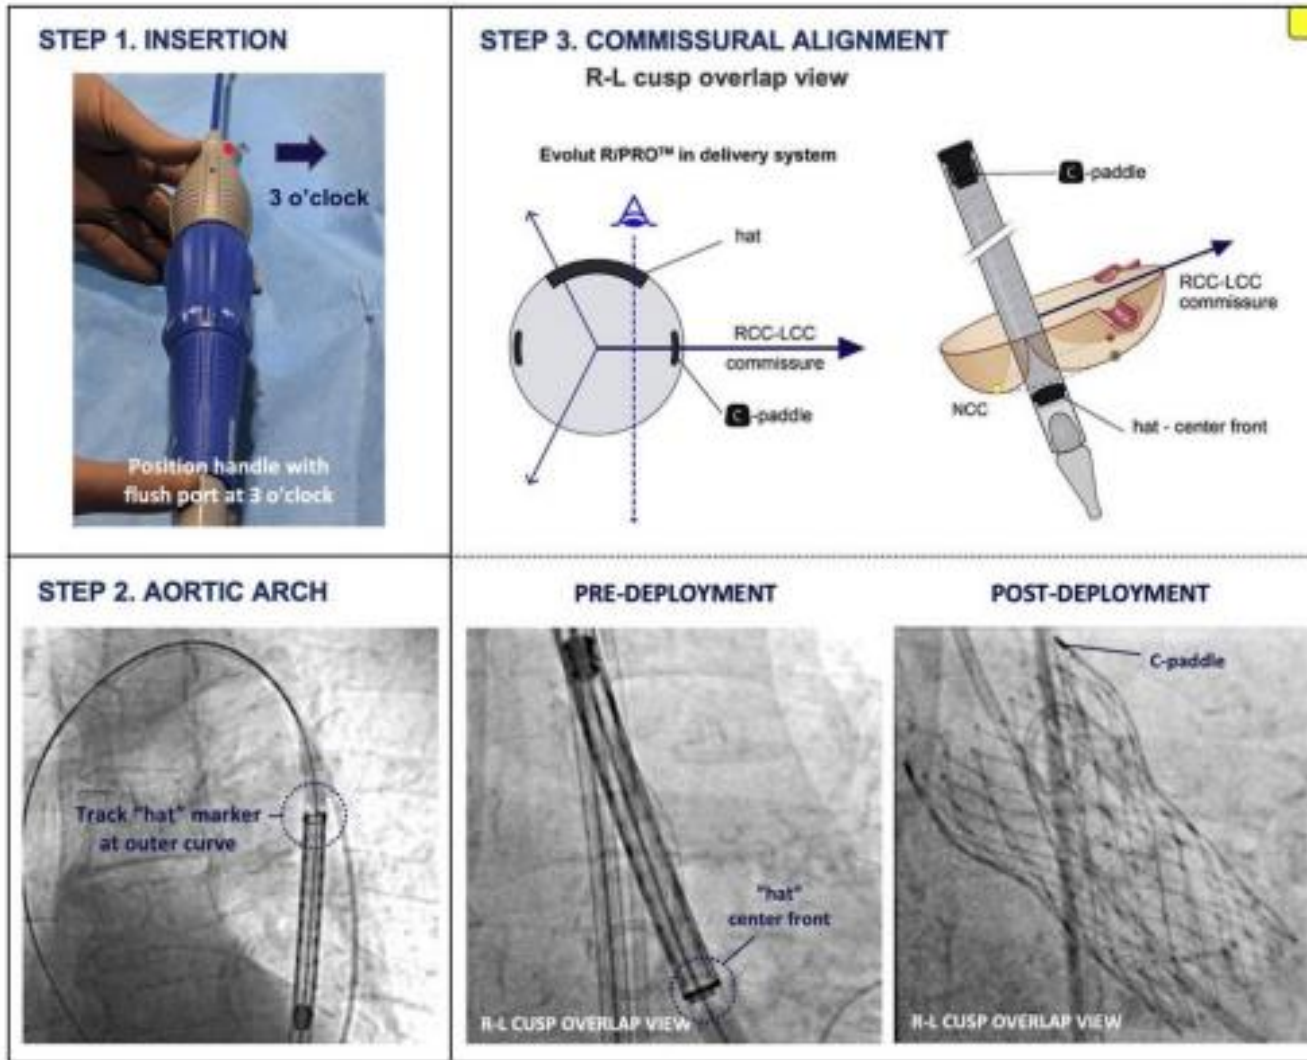 STEP 1. INSERTION
3 o'clock
Position handle with
flush port at 3 o'clock
STEP 3. COMMISSURAL ALIGNMENT
R-L cusp overlap view
Evolut R/PRO™ in delivery system
hat
RCC-LCC
commissure
C-paddle
C-paddle
RCC-LCC
commissure
NCC
hat - center front
STEP 2. AORTIC ARCH
Track "hat" marker
at outer curve
PRE-DEPLOYMENT
"hat"
center front
R-L CUSP OVERLAP VIEW
POST-DEPLOYMENT
C-paddle
R-L CUSP OVERLAP VIEW